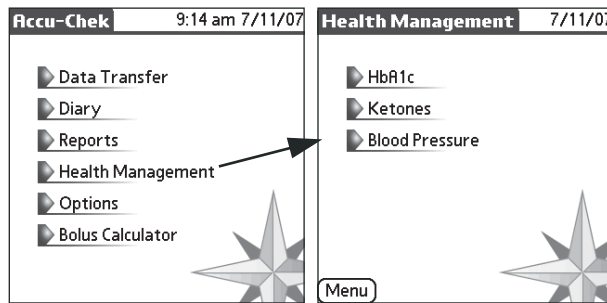 Accu-Chek 9:14 am 7/11/07
Data Transfer
Diary
Reports
Health Management
Options
Bolus Calculator
Health Management 7/11/07
HbA1c
Ketones
Blood Pressure
Menu